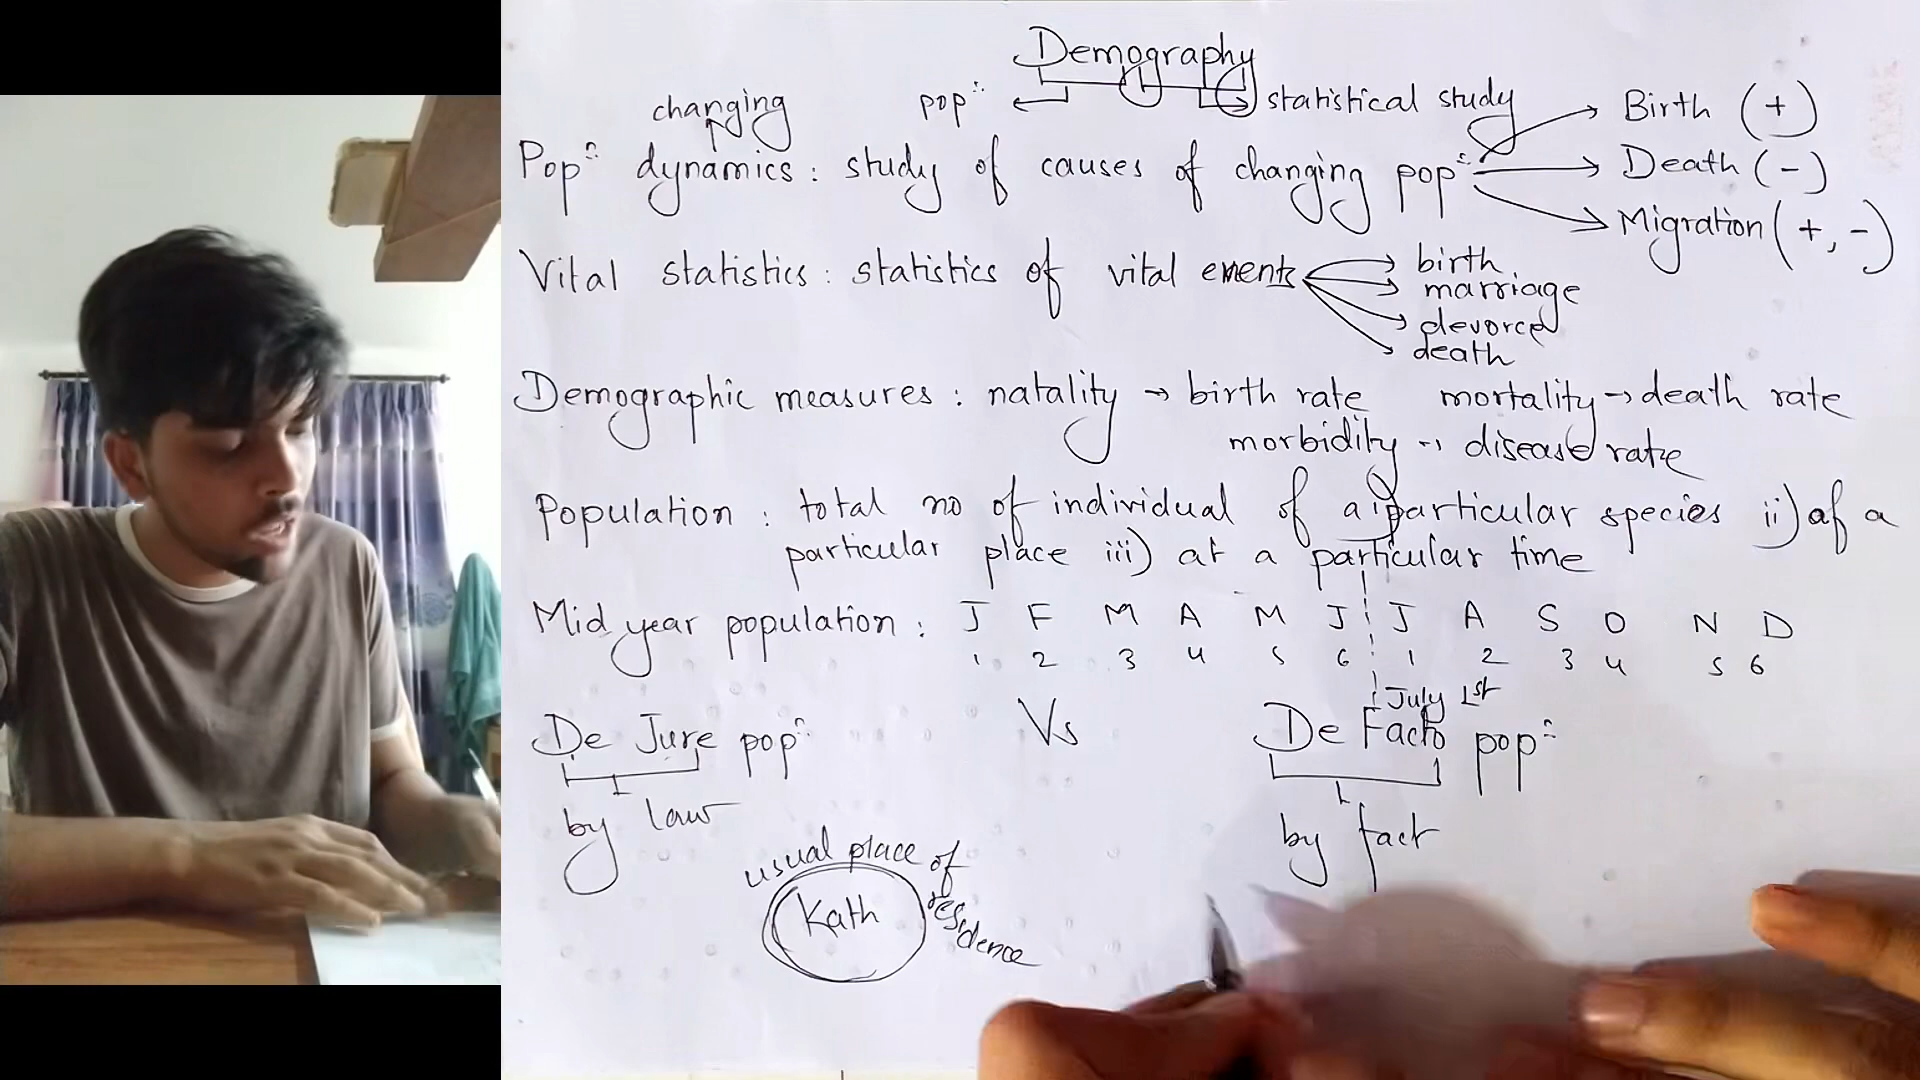 Demography
changing pop⁠ⁿ: statistical study Birth (+)
Popⁿ dynamics: study of causes of changing popⁿ Death (-)
Migration (+, -)
Vital statistics: statistics of vital events birth
marriage
devorce
death
Demographic measures: natality → birth rate mortality → death rate
morbidity → disease rate
Population: total no of individual of a i) particular species ii) of a
particular place iii) at a particular time
Mid year population: J F M A M J J A S O N D
1 2 3 4 5 6 1 2 3 4 5 6
July 1st
De Jure popⁿ Vs De Facto popⁿ
by law by fact
usual place of residence
Kath